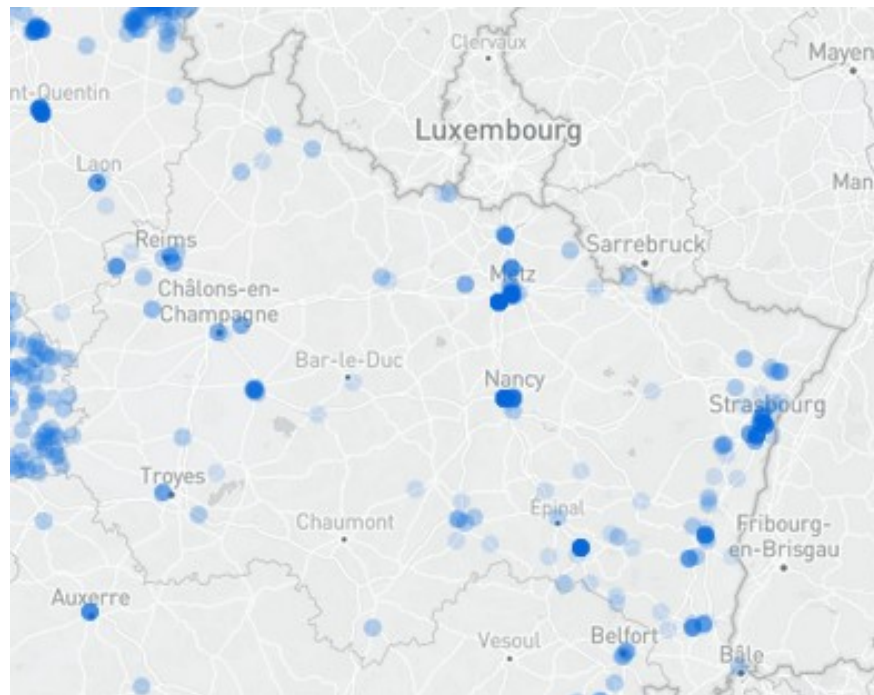 Clervaux
Mayen
nt-Quentin
Luxembourg
Laon
Man
Reims
Sarrebruck
Metz
Châlons-en-
Champagne
Bar-le-Duc
Nancy
Strasbourg
Troyes
Épinal
Chaumont
Fribourg-
en-Brisgau
Auxerre
Vesoul
Belfort
Bâle